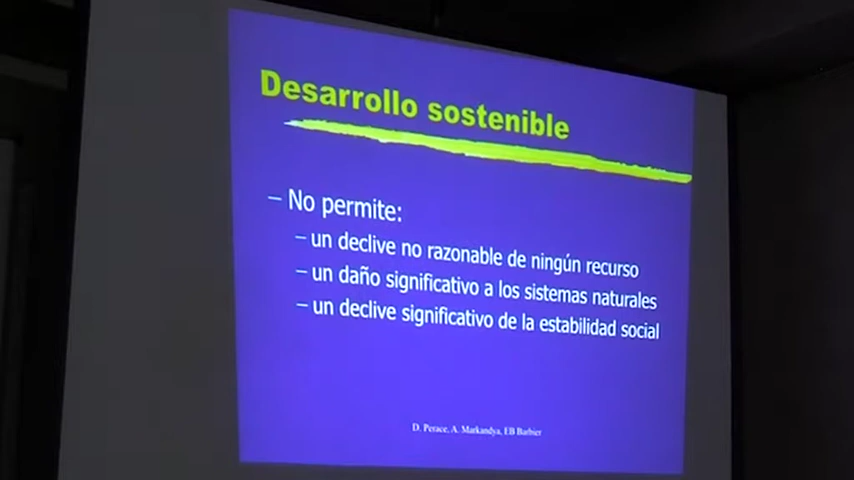 Desarrollo sostenible
– No permite:
– un declive no razonable de ningún recurso
– un daño significativo a los sistemas naturales
– un declive significativo de la estabilidad social
D. Perace, A. Markandya, EB Barbier